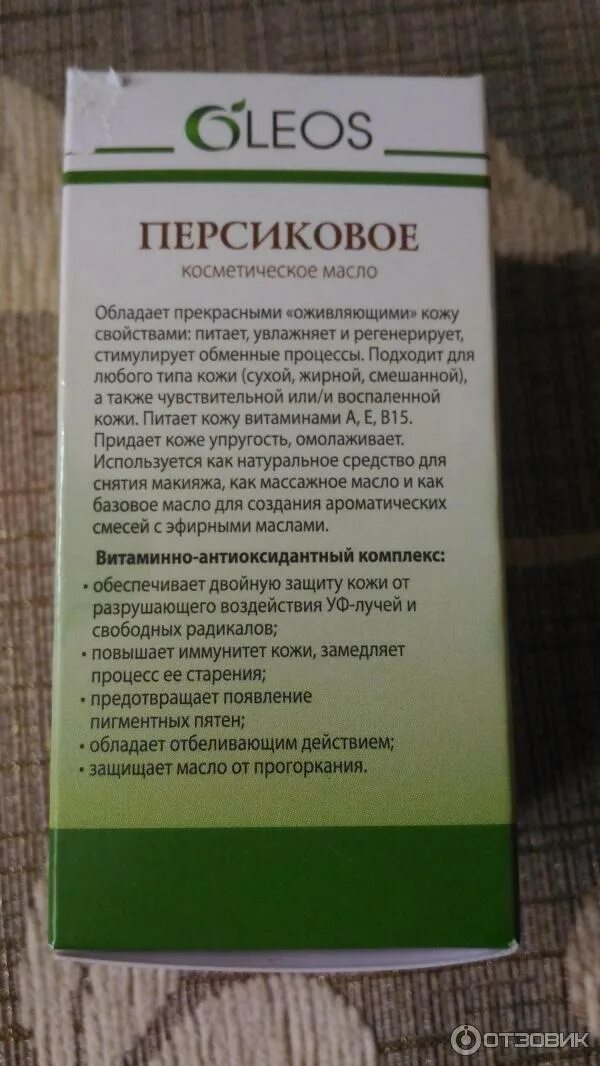 OLEOS
ПЕРСИКОВОЕ
косметическое масло
Обладает прекрасными «оживляющими» кожу
свойствами: питает, увлажняет и регенерирует,
стимулирует обменные процессы. Подходит для
любого типа кожи (сухой, жирной, смешанной),
а также чувствительной или/и воспаленной
кожи. Питает кожу витаминами А, Е, В15.
Придает коже упругость, омолаживает.
Используется как натуральное средство для
снятия макияжа, как массажное масло и как
базовое масло для создания ароматических
смесей с эфирными маслами.
Витаминно-антиоксидантный комплекс:
• обеспечивает двойную защиту кожи от
разрушающего воздействия УФ-лучей и
свободных радикалов;
• повышает иммунитет кожи, замедляет
процесс ее старения;
• предотвращает появление
пигментных пятен;
• обладает отбеливающим действием;
• защищает масло от прогоркания.
ОТЗОВИК